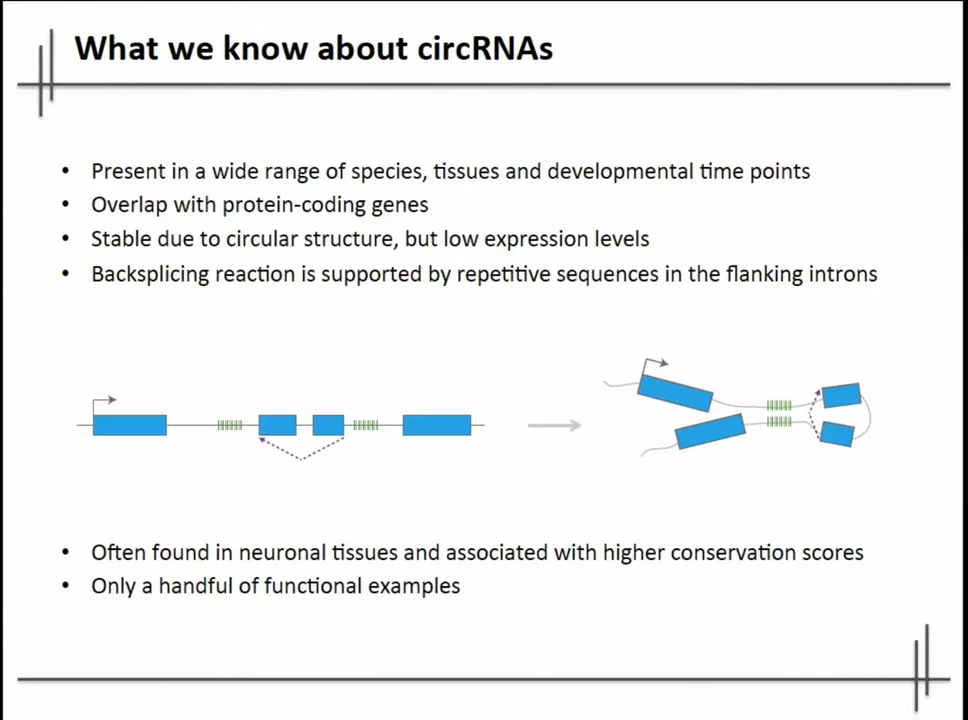 What we know about circRNAs
• Present in a wide range of species, tissues and developmental time points
• Overlap with protein-coding genes
• Stable due to circular structure, but low expression levels
• Backsplicing reaction is supported by repetitive sequences in the flanking introns
• Often found in neuronal tissues and associated with higher conservation scores
• Only a handful of functional examples